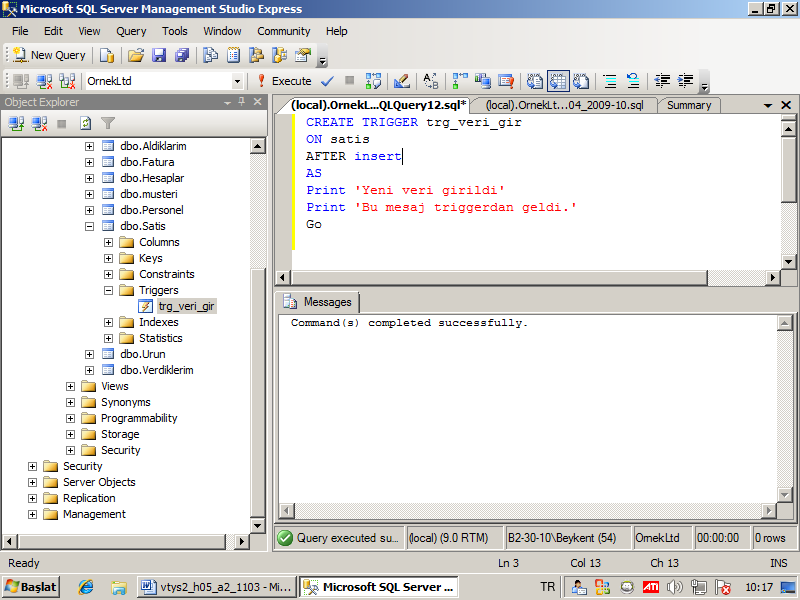 Microsoft SQL Server Management Studio Express
File Edit View Query Tools Window Community Help
New Query
OrnekLtd Execute
Object Explorer
dbo.Aldiklarim
dbo.Fatura
dbo.Hesaplar
dbo.musteri
dbo.Personel
dbo.Satis
Columns
Keys
Constraints
Triggers
trg_veri_gir
Indexes
Statistics
dbo.Urun
dbo.Verdiklerim
Views
Synonyms
Programmability
Storage
Security
Security
Server Objects
Replication
Management
(local).OrnekL...QLQuery12.sql* (local).OrnekLt...04_2009-10.sql Summary
CREATE TRIGGER trg_veri_gir
ON satis
AFTER insert
AS
Print 'Yeni veri girildi'
Print 'Bu mesaj triggerdan geldi.'
Go
Messages
Command(s) completed successfully.
Query executed su... (local) (9.0 RTM) B2-30-10\Beykent (54) OrnekLtd 00:00:00 0 rows
Ready Ln 3 Col 13 Ch 13 INS
Başlat vtys2_h05_a2_1103 - Mi... Microsoft SQL Server ... TR ATI 10:17